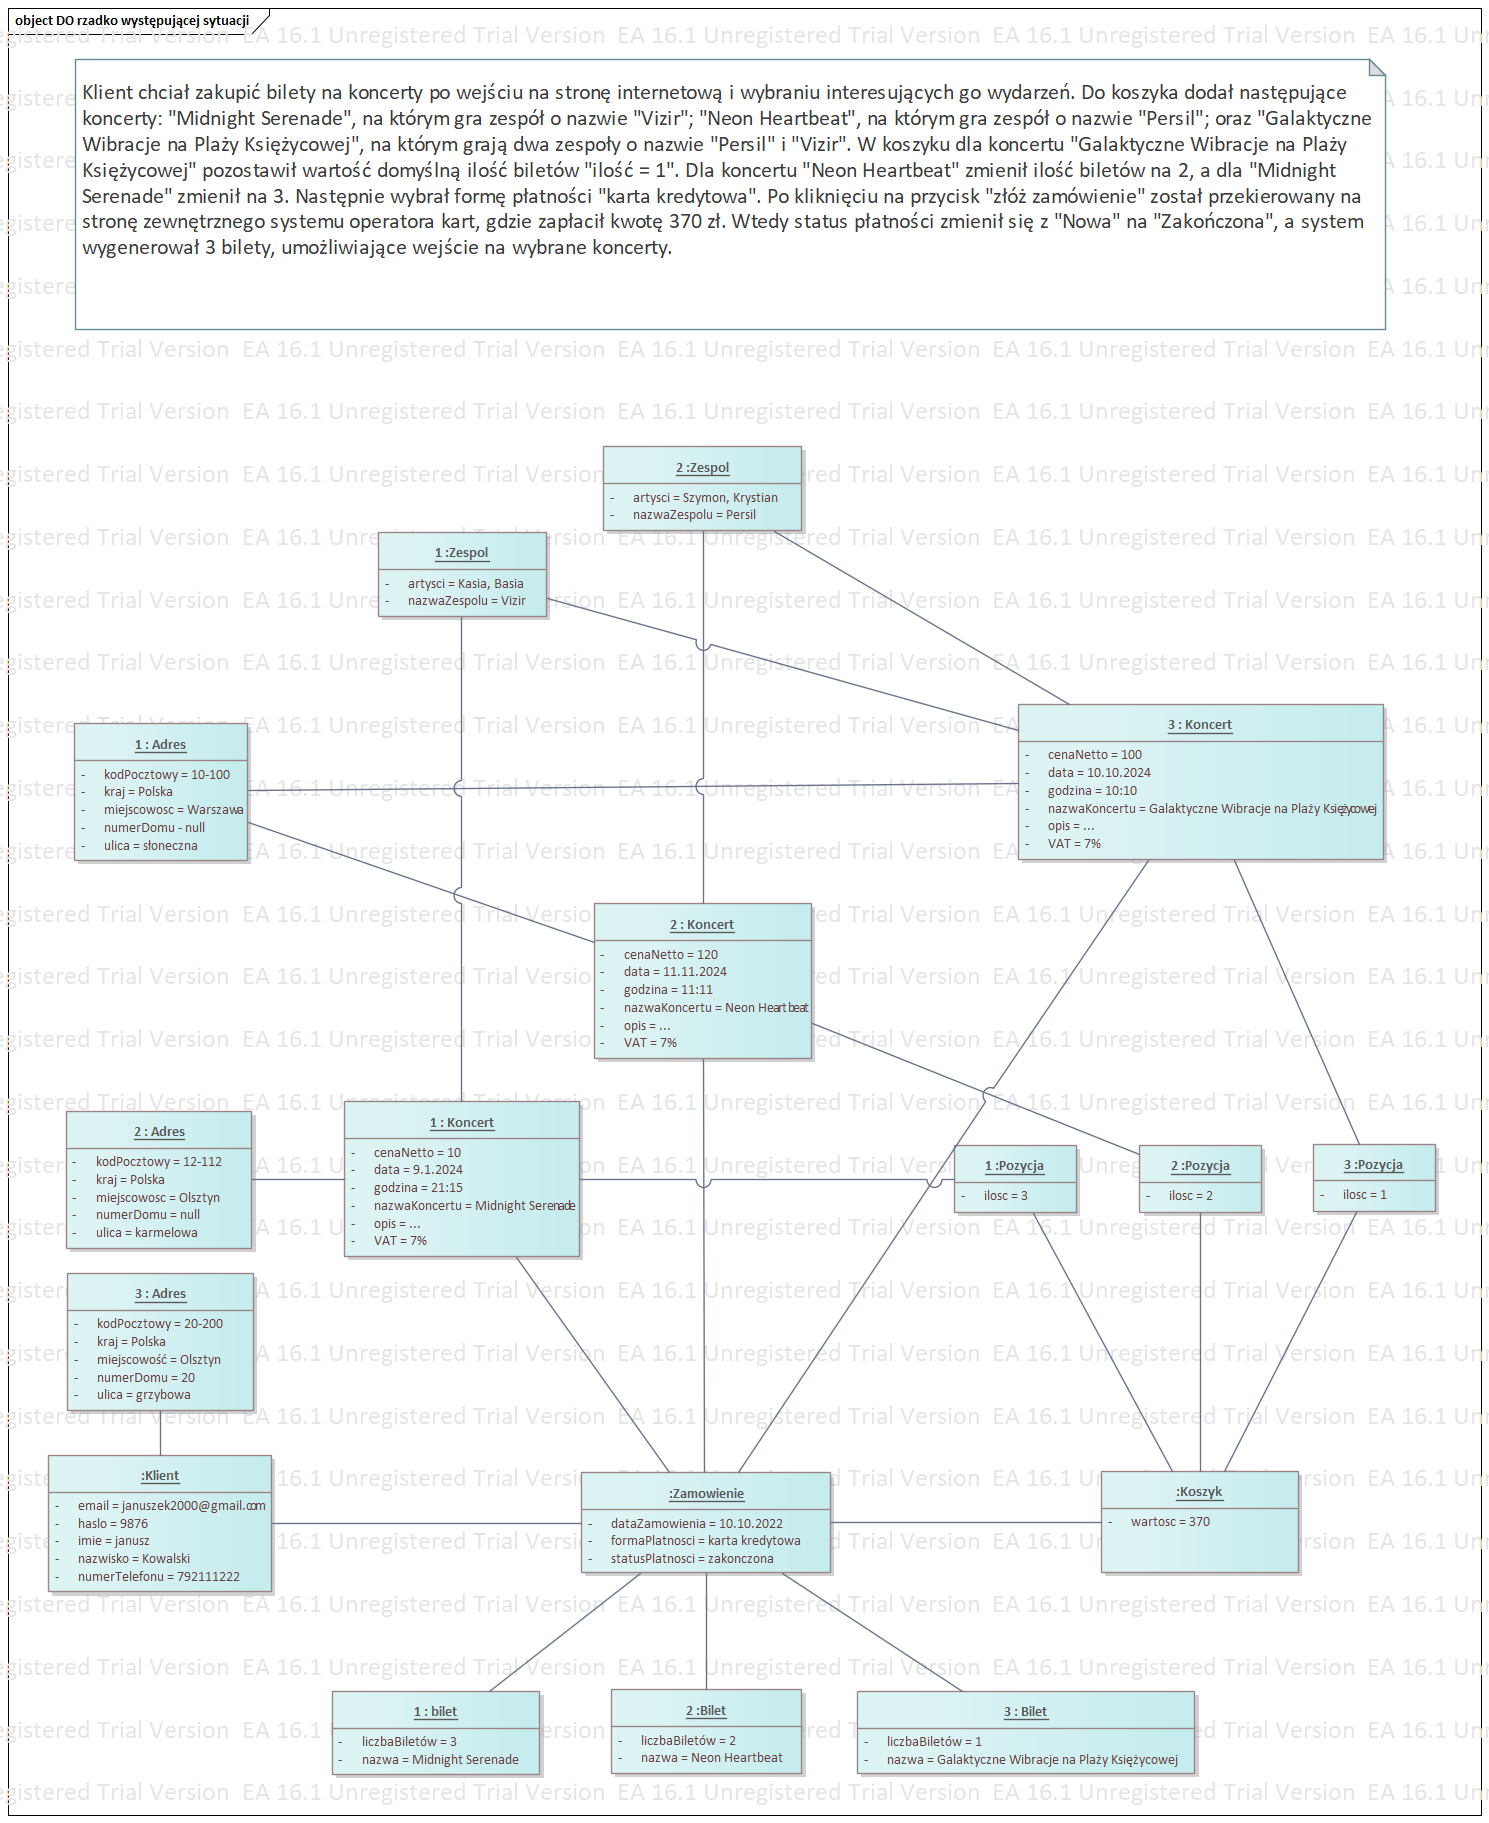 object DO rzadko występującej sytuacji
Klient chciał zakupić bilety na koncerty po wejściu na stronę internetową i wybraniu interesujących go wydarzeń. Do koszyka dodał następujące
koncerty: "Midnight Serenade", na którym gra zespół o nazwie "Vizir"; "Neon Heartbeat", na którym gra zespół o nazwie "Persil"; oraz "Galaktyczne
Wibracje na Plaży Księżycowej", na którym grają dwa zespoły o nazwie "Persil" i "Vizir". W koszyku dla koncertu "Galaktyczne Wibracje na Plaży
Księżycowej" pozostawił wartość domyślną ilość biletów "ilość = 1". Dla koncertu "Neon Heartbeat" zmienił ilość biletów na 2, a dla "Midnight
Serenade" zmienił na 3. Następnie wybrał formę płatności "karta kredytowa". Po kliknięciu na przycisk "złóż zamówienie" został przekierowany na
stronę zewnętrznego systemu operatora kart, gdzie zapłacił kwotę 370 zł. Wtedy status płatności zmienił się z "Nowa" na "Zakończona", a system
wygenerował 3 bilety, umożliwiające wejście na wybrane koncerty.
2 :Zespol
- artysci = Szymon, Krystian
- nazwaZespolu = Persil
1 :Zespol
- artysci = Kasia, Basia
- nazwaZespolu = Vizir
1 : Adres
- kodPocztowy = 10-100
- kraj = Polska
- miejscowosc = Warszawa
- numerDomu - null
- ulica = słoneczna
3 : Koncert
- cenaNetto = 100
- data = 10.10.2024
- godzina = 10:10
- nazwaKoncertu = Galaktyczne Wibracje na Plaży Księżycowej
- opis = ...
- VAT = 7%
2 : Koncert
- cenaNetto = 120
- data = 11.11.2024
- godzina = 11:11
- nazwaKoncertu = Neon Heartbeat
- opis = ...
- VAT = 7%
2 : Adres
- kodPocztowy = 12-112
- kraj = Polska
- miejscowosc = Olsztyn
- numerDomu = null
- ulica = karmelowa
1 : Koncert
- cenaNetto = 10
- data = 9.1.2024
- godzina = 21:15
- nazwaKoncertu = Midnight Serenade
- opis = ...
- VAT = 7%
1 :Pozycja
- ilosc = 3
2 :Pozycja
- ilosc = 2
3 :Pozycja
- ilosc = 1
3 : Adres
- kodPocztowy = 20-200
- kraj = Polska
- miejscowość = Olsztyn
- numerDomu = 20
- ulica = grzybowa
:Klient
- email = januszek2000@gmail.com
- haslo = 9876
- imie = janusz
- nazwisko = Kowalski
- numerTelefonu = 792111222
:Zamowienie
- dataZamowienia = 10.10.2022
- formaPlatnosci = karta kredytowa
- statusPlatnosci = zakonczona
:Koszyk
- wartosc = 370
1 : bilet
- liczbaBiletów = 3
- nazwa = Midnight Serenade
2 :Bilet
- liczbaBiletów = 2
- nazwa = Neon Heartbeat
3 : Bilet
- liczbaBiletów = 1
- nazwa = Galaktyczne Wibracje na Plaży Księżycowej
EA 16.1 Unregistered Trial Version